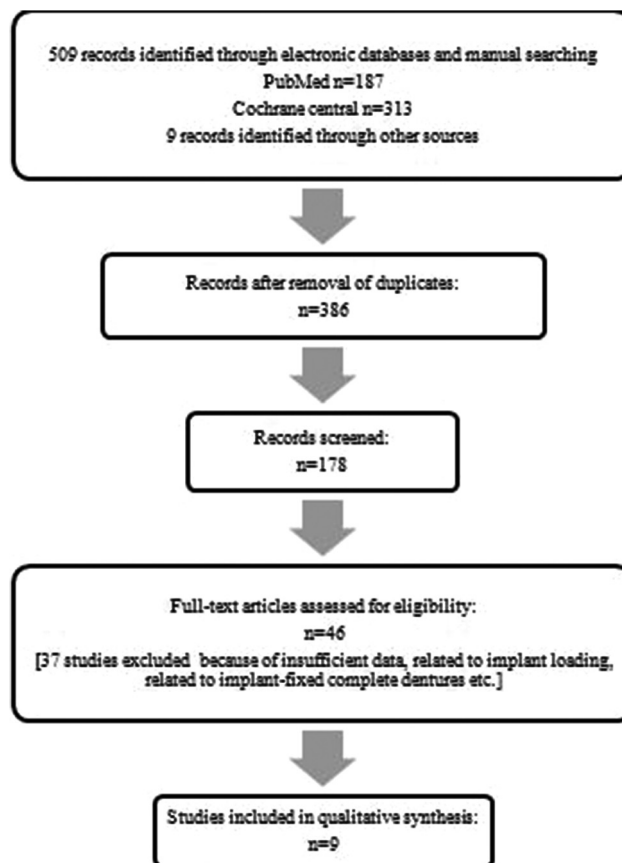 509 records identified through electronic databases and manual searching
PubMed n=187
Cochrane central n=313
9 records identified through other sources
Records after removal of duplicates:
n=386
Records screened:
n=178
Full-text articles assessed for eligibility:
n=46
[37 studies excluded because of insufficient data, related to implant loading,
related to implant-fixed complete dentures etc.]
Studies included in qualitative synthesis:
n=9